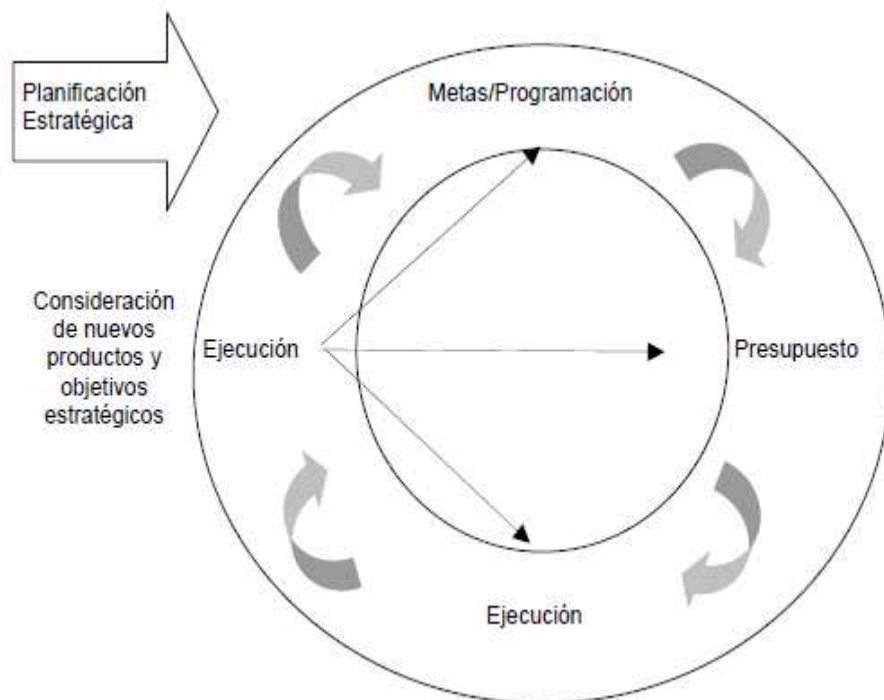 Planificación
Estratégica
Metas/Programación
Consideración
de nuevos
productos y
objetivos
estratégicos
Ejecución
Presupuesto
Ejecución